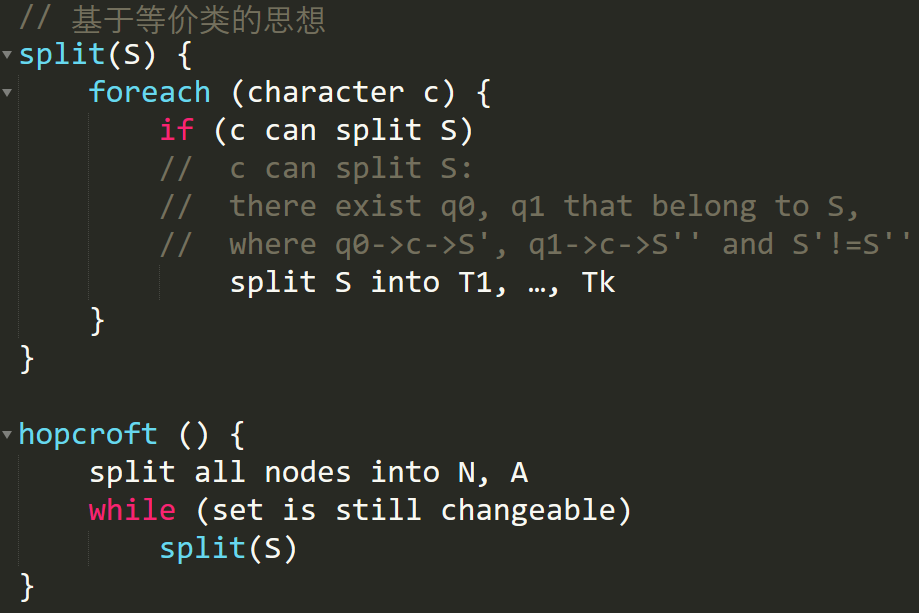 // 基于等价类的思想
split(S) {
foreach (character c) {
if (c can split S)
// c can split S:
// there exist q0, q1 that belong to S,
// where q0->c->S', q1->c->S'' and S'!=S''
split S into T1, …, Tk
}
}
hopcroft () {
split all nodes into N, A
while (set is still changeable)
split(S)
}